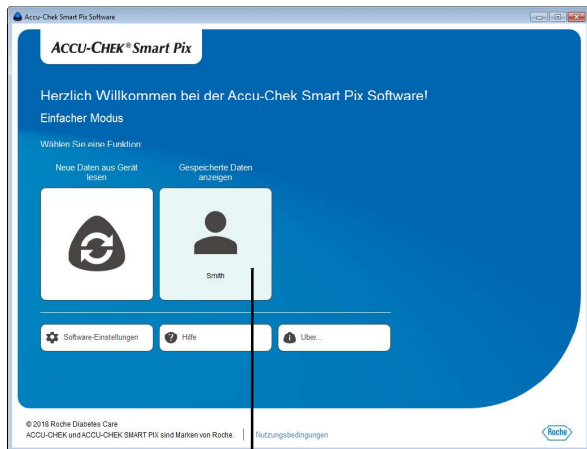 Accu-Chek Smart Pix Software
ACCU-CHEK® Smart Pix
Herzlich Willkommen bei der Accu-Chek Smart Pix Software!
Einfacher Modus
Wählen Sie eine Funktion:
Neue Daten aus Gerät
lesen
Gespeicherte Daten
anzeigen
Smith
Software-Einstellungen
Hilfe
Über...
© 2018 Roche Diabetes Care
ACCU-CHEK und ACCU-CHEK SMART PIX sind Marken von Roche.
Nutzungsbedingungen
Roche